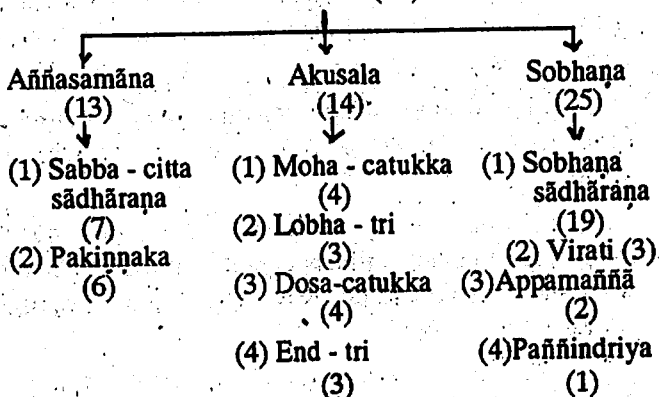 Aññasamāna
(13)
(1) Sabba - citta
sādhāraṇa
(7)
(2) Pakiṇṇaka
(6)
Akusala
(14)
(1) Moha - catukka
(4)
(2) Lobha - tri
(3)
(3) Dosa-catukka
(4)
(4) End - tri
(3)
Sobhaṇa
(25)
(1) Sobhaṇa
sādhāraṇa
(19)
(2) Virati (3)
(3)Appamaññā
(2)
(4)Paññindriya
(1)